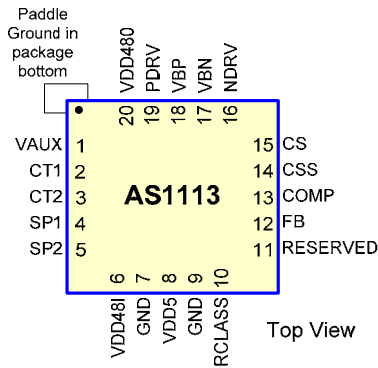 Paddle
Ground in
package
bottom
VDD480
PDRV
VBP
VBN
NDRV
20 19 18 17 16
VAUX 1
CT1 2
CT2 3
SP1 4
SP2 5
AS1113
15 CS
14 CSS
13 COMP
12 FB
11 RESERVED
6 7 8 9 10
VDD48I
GND
VDD5
GND
RCLASS
Top View